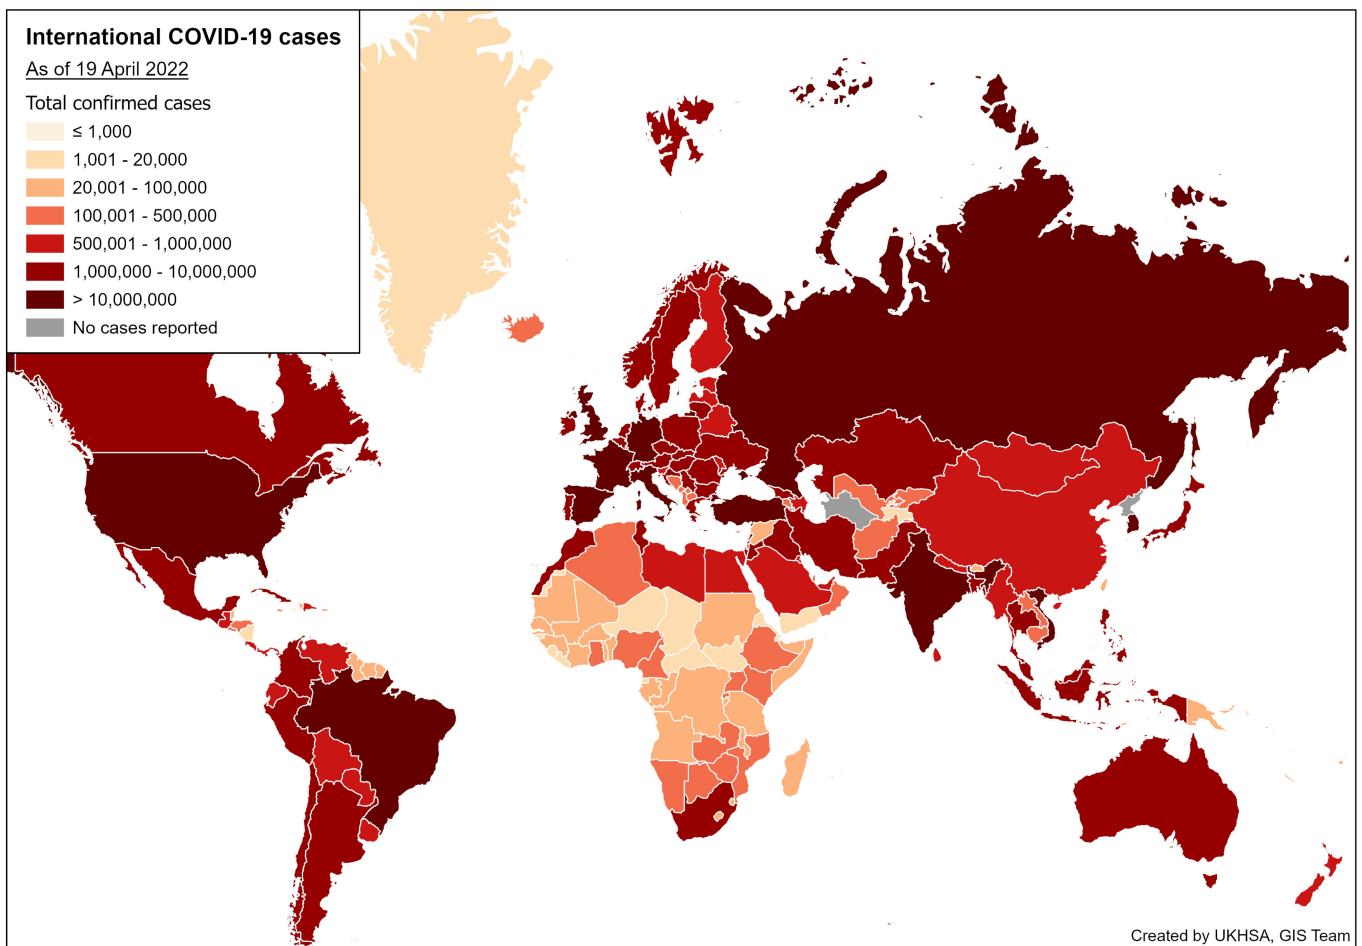 International COVID-19 cases
As of 19 April 2022
Total confirmed cases
≤ 1,000
1,001 - 20,000
20,001 - 100,000
100,001 - 500,000
500,001 - 1,000,000
1,000,000 - 10,000,000
> 10,000,000
No cases reported
Created by UKHSA, GIS Team